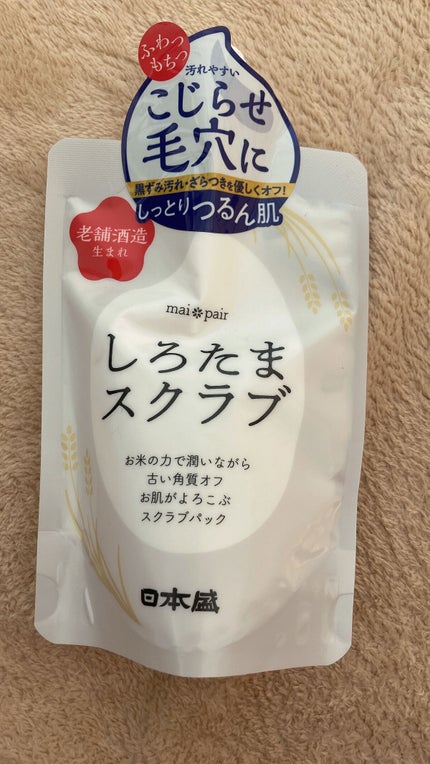 ふわっ
もちっ
汚れやすい
こじらせ
毛穴に
黒ずみ汚れ・ざらつきを優しくオフ!
しっとりつるん肌
老舗酒造
生まれ
mai pair
しろたま
スクラブ
お米の力で潤いながら
古い角質オフ
お肌がよろこぶ
スクラブパック
日本盛